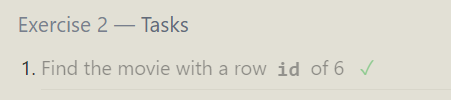 Exercise 2 — Tasks
1. Find the movie with a row id of 6 ✓